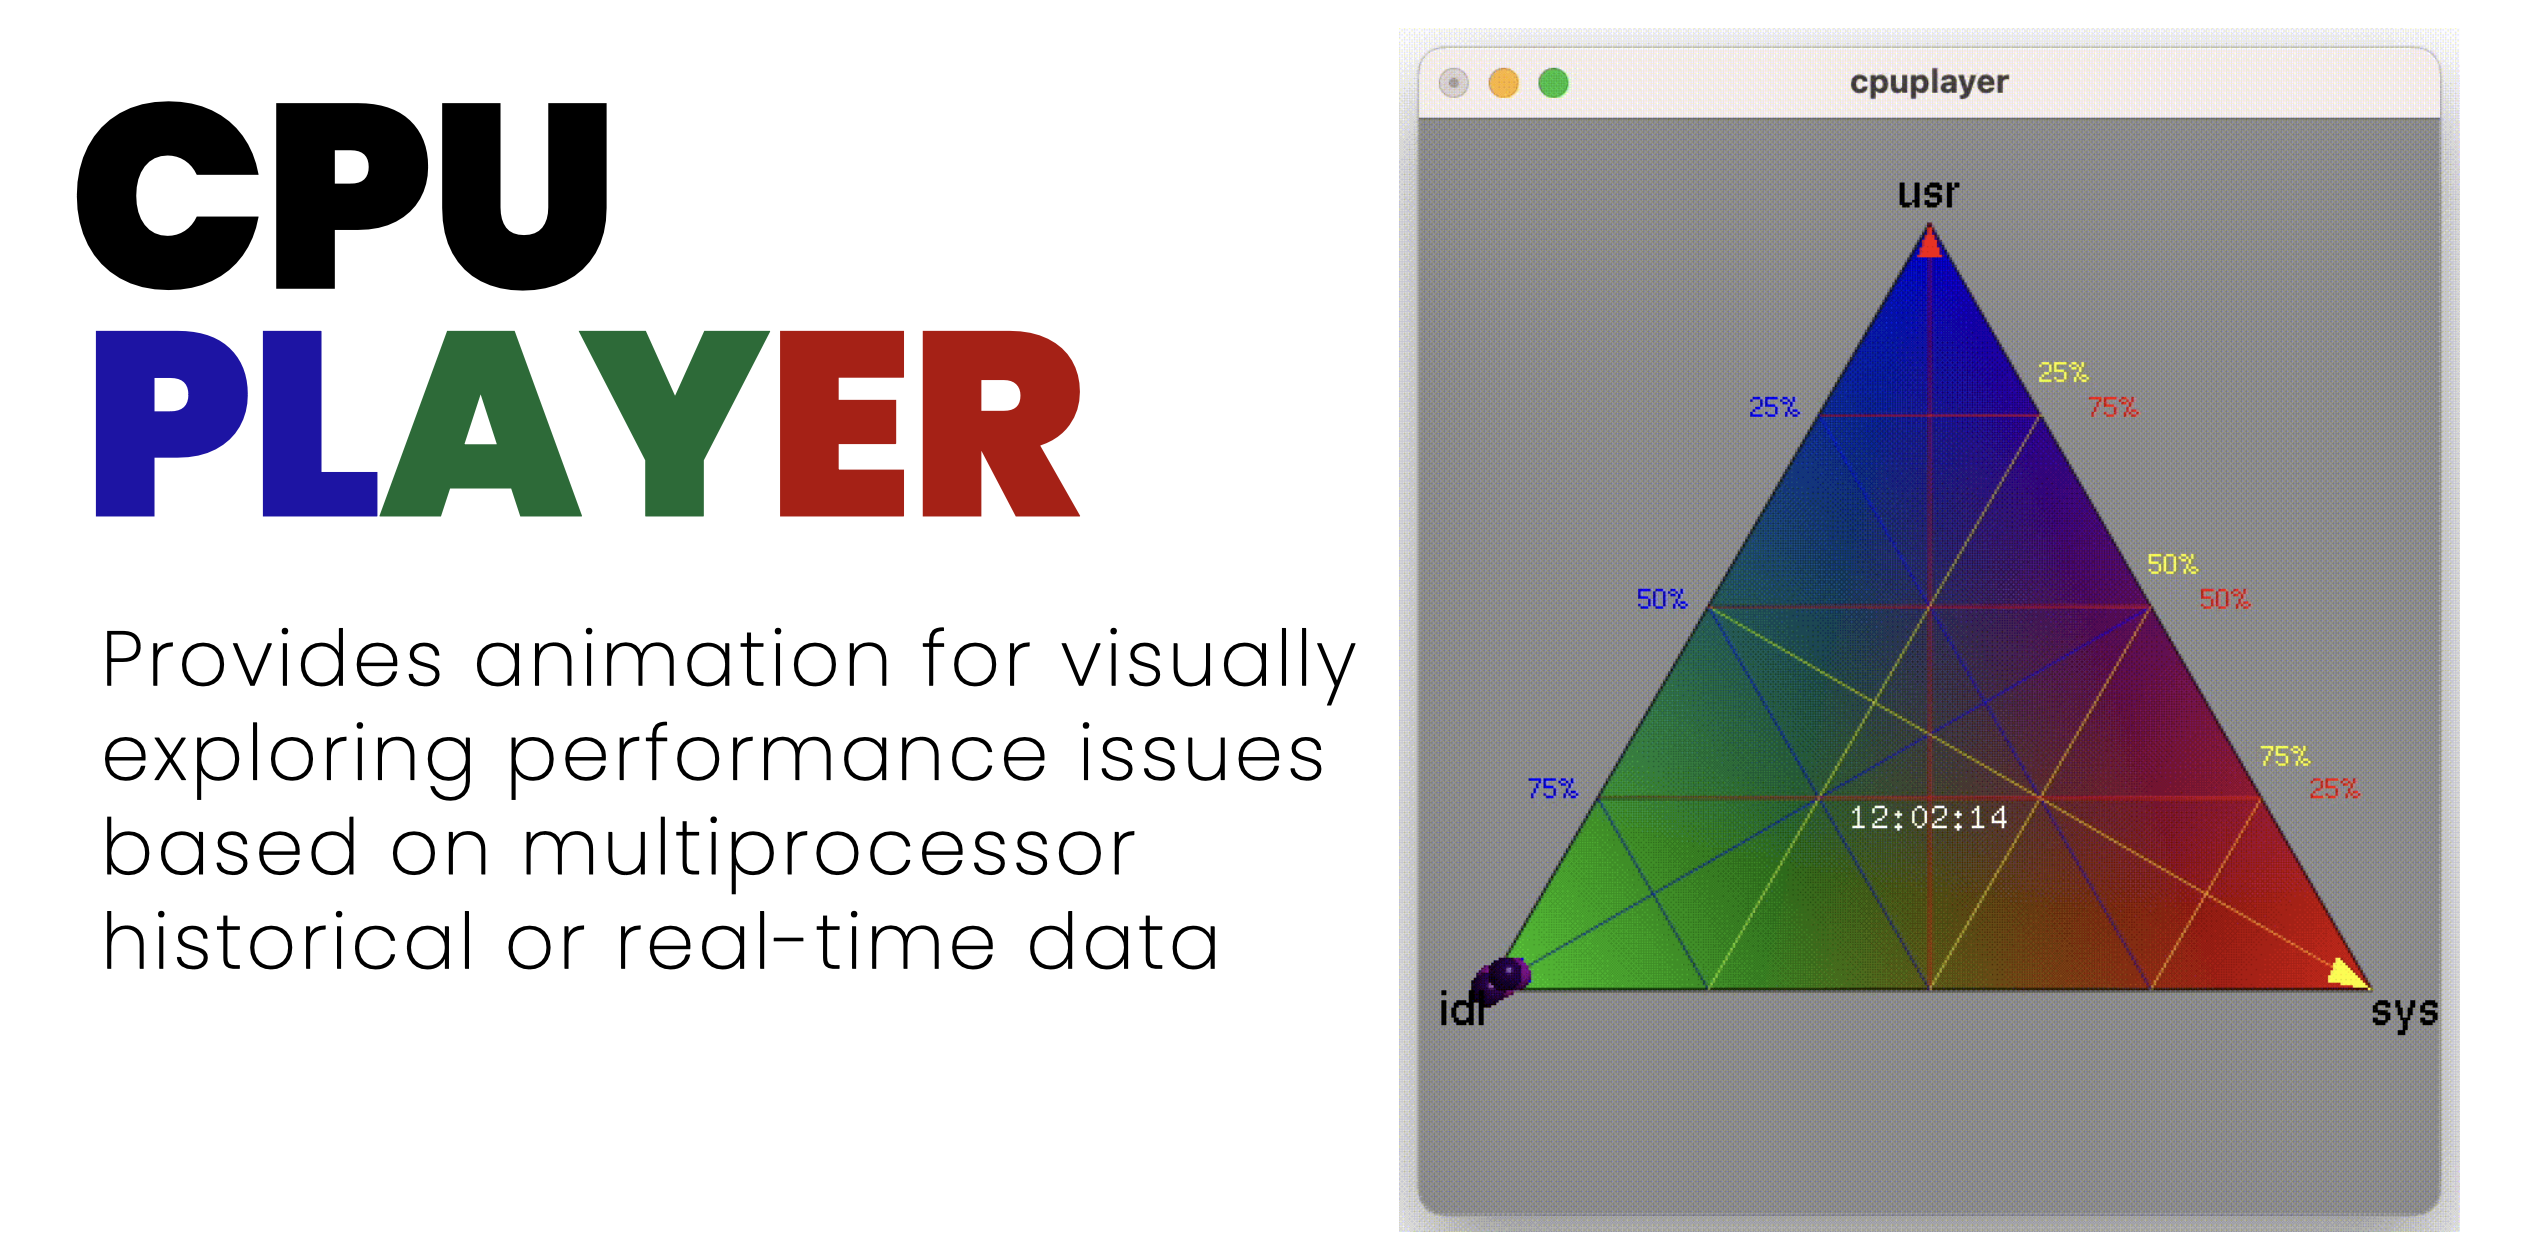 CPU
PLAYER
Provides animation for visually
exploring performance issues
based on multiprocessor
historical or real-time data
cpuplayer
usr
25%
25%
75%
50%
50%
50%
75%
75%
25%
12:02:14
idl
sys